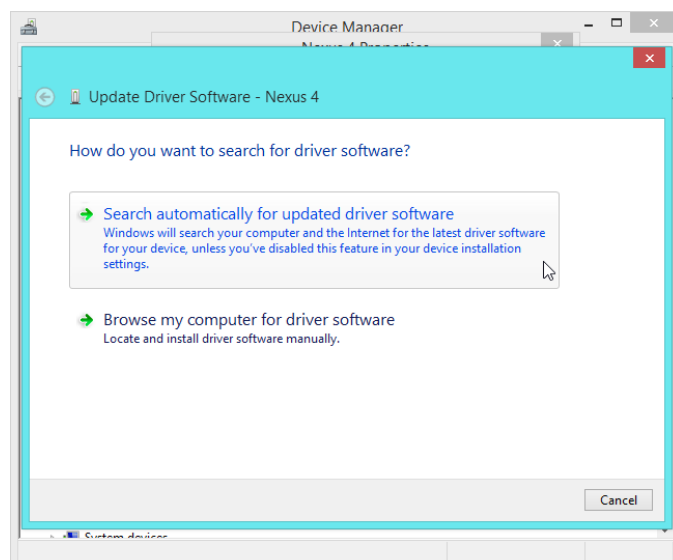 Device Manager
Nexus 4 Properties
Update Driver Software - Nexus 4
How do you want to search for driver software?
Search automatically for updated driver software
Windows will search your computer and the Internet for the latest driver software
for your device, unless you've disabled this feature in your device installation
settings.
Browse my computer for driver software
Locate and install driver software manually.
Cancel
System devices